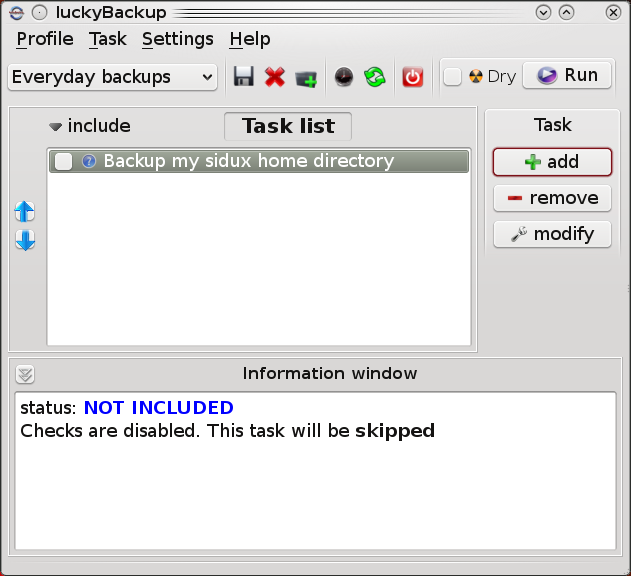 luckyBackup
Profile Task Settings Help
Everyday backups Dry Run
include Task list Task
Backup my sidux home directory
add
remove
modify
Information window
status: NOT INCLUDED
Checks are disabled. This task will be skipped